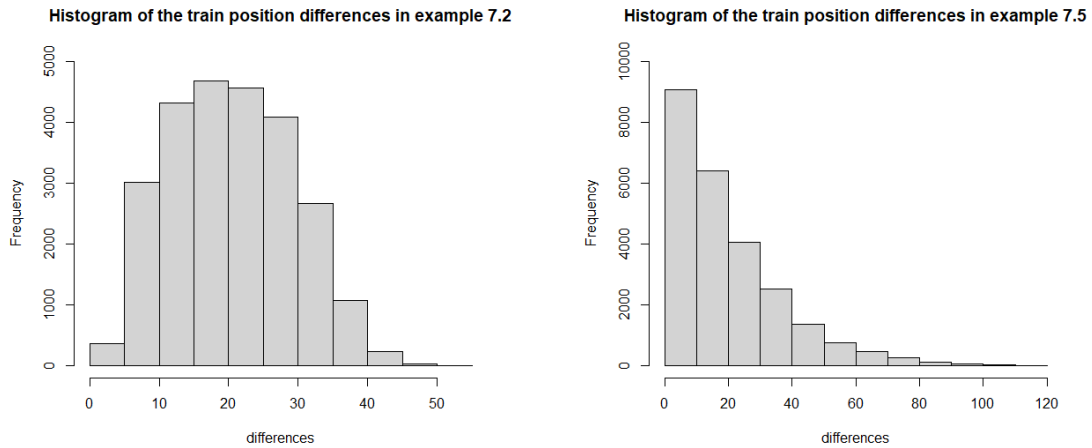 Histogram of the train position differences in example 7.2
Frequency
5000
4000
3000
2000
1000
0
0 10 20 30 40 50
differences
Histogram of the train position differences in example 7.5
Frequency
10000
8000
6000
4000
2000
0
0 20 40 60 80 100 120
differences